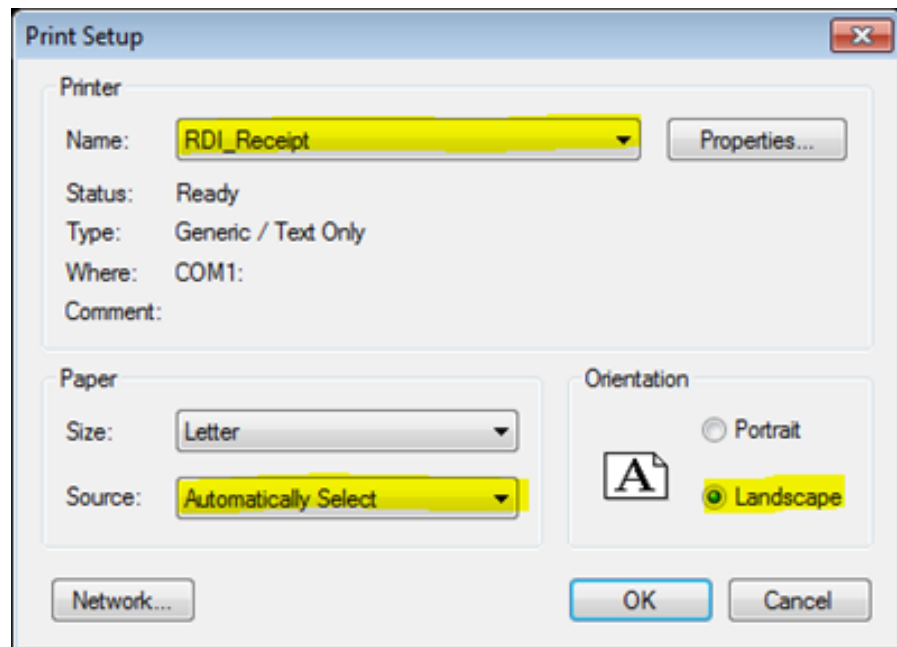 Print Setup
Printer
Name: RDI_Receipt Properties...
Status: Ready
Type: Generic / Text Only
Where: COM1:
Comment:
Paper
Size: Letter
Source: Automatically Select
Orientation
A
Portrait
Landscape
Network... OK Cancel